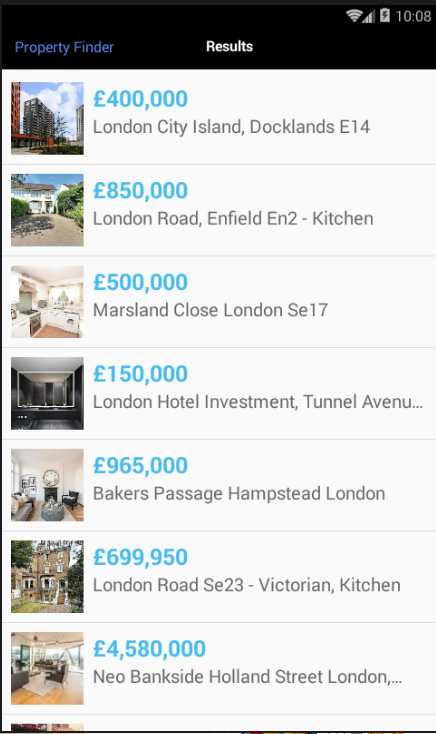 10:08
Property Finder
Results
£400,000
London City Island, Docklands E14
£850,000
London Road, Enfield En2 - Kitchen
£500,000
Marsland Close London Se17
£150,000
London Hotel Investment, Tunnel Avenu...
£965,000
Bakers Passage Hampstead London
£699,950
London Road Se23 - Victorian, Kitchen
£4,580,000
Neo Bankside Holland Street London,...